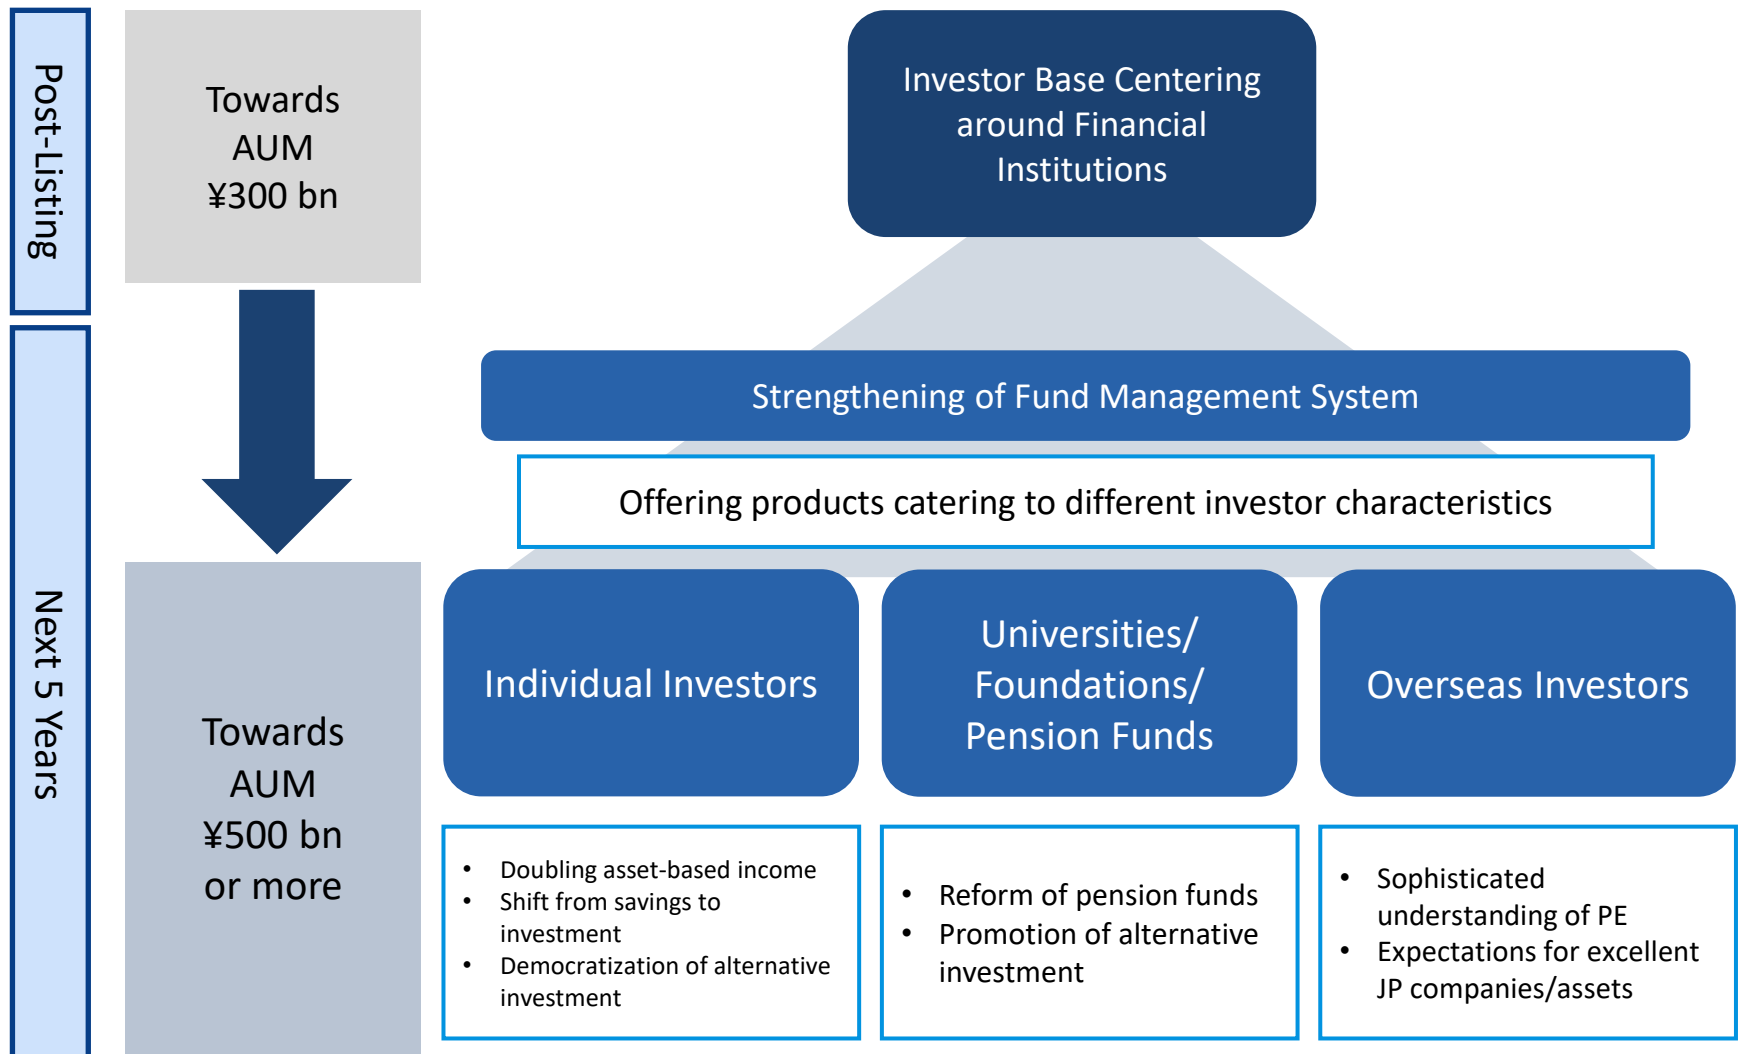 Post-Listing
Towards
AUM
¥300 bn
Investor Base Centering
around Financial
Institutions
Next 5 Years
Strengthening of Fund Management System
Offering products catering to different investor characteristics
Towards
AUM
¥500 bn
or more
Individual Investors
Universities/
Foundations/
Pension Funds
Overseas Investors
• Doubling asset-based income
• Shift from savings to
investment
• Democratization of alternative
investment
• Reform of pension funds
• Promotion of alternative
investment
• Sophisticated
understanding of PE
• Expectations for excellent
JP companies/assets